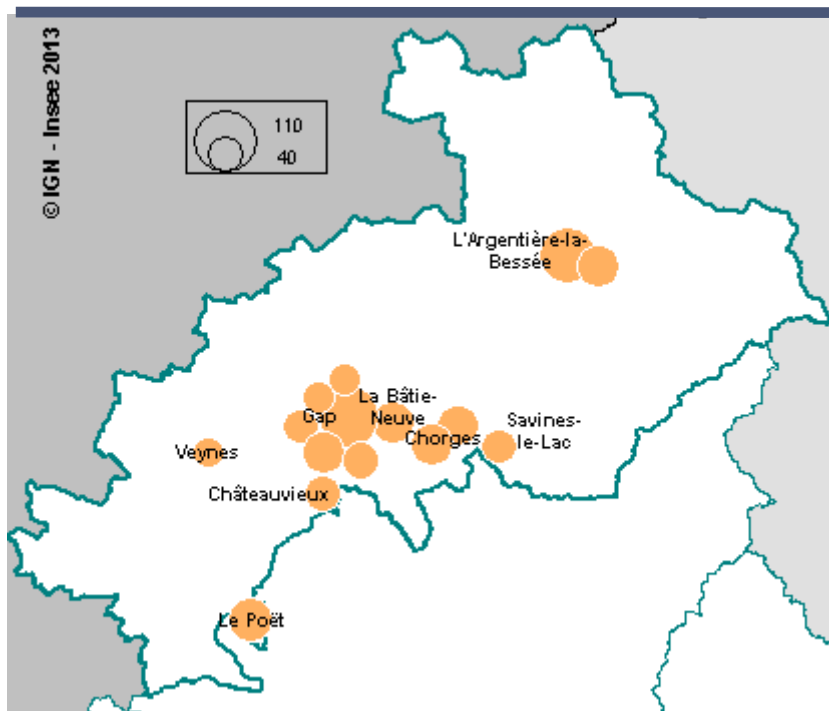 © IGN - Insee 2013
110
40
L'Argentière-la-
Bessée
La Bâtie-
Neuve
Gap
Savines-
le-Lac
Chorges
Veynes
Châteauvieux
Le Poët